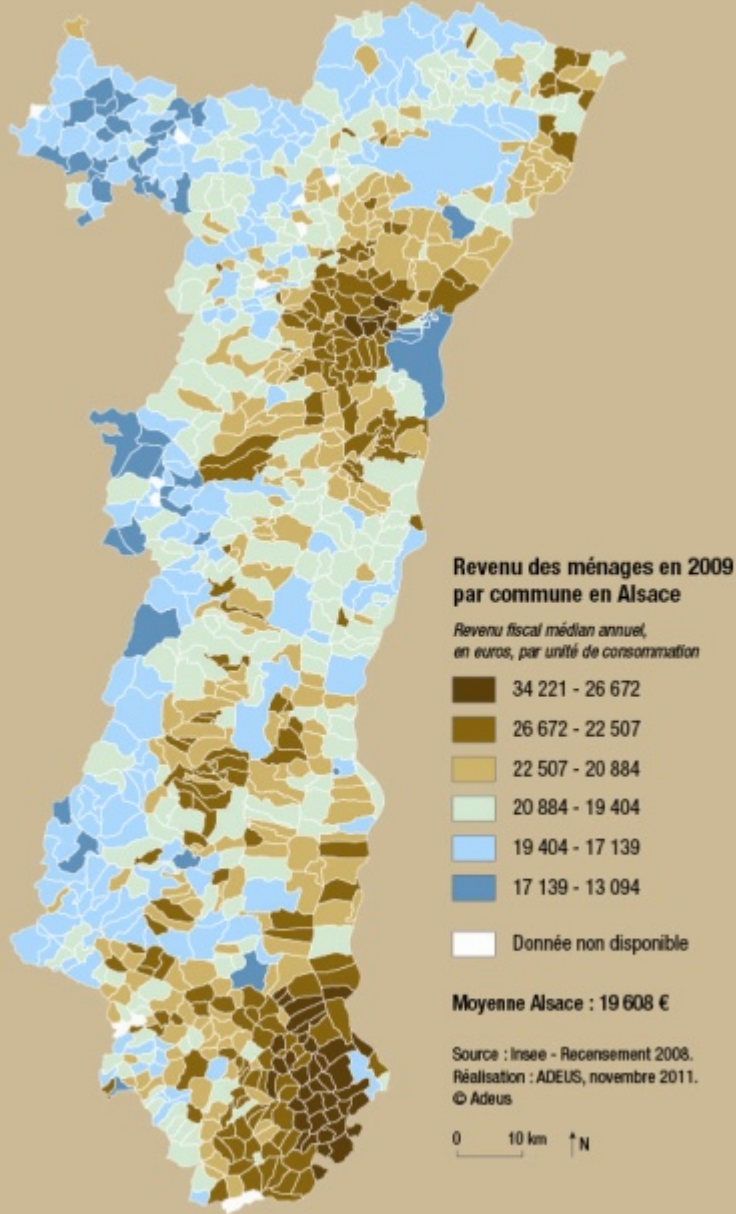 Revenu des ménages en 2009
par commune en Alsace
Revenu fiscal médian annuel,
en euros, par unité de consommation
34 221 - 26 672
26 672 - 22 507
22 507 - 20 884
20 884 - 19 404
19 404 - 17 139
17 139 - 13 094
Donnée non disponible
Moyenne Alsace : 19 608 €
Source : Insee - Recensement 2008.
Réalisation : ADEUS, novembre 2011.
© Adeus
0 10 km N